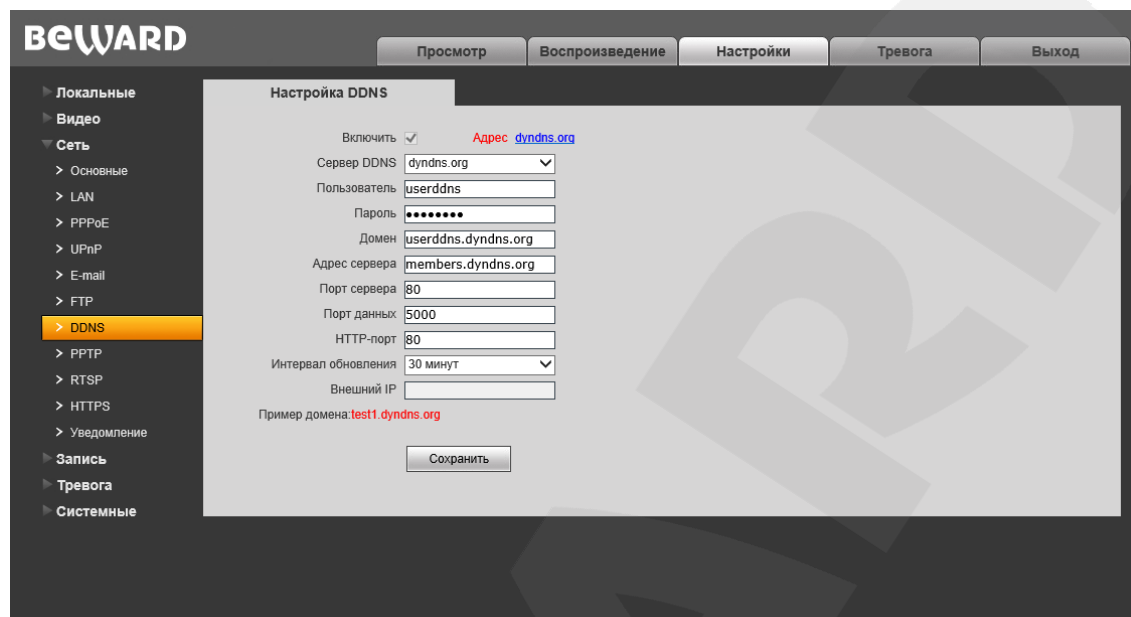 BEWARD
Просмотр Воспроизведение Настройки Тревога Выход
Локальные
Видео
Сеть
> Основные
> LAN
> PPPoE
> UPnP
> E-mail
> FTP
> DDNS
> PPTP
> RTSP
> HTTPS
> Уведомление
Запись
Тревога
Системные
Настройка DDNS
Включить Адрес dyndns.org
Сервер DDNS dyndns.org
Пользователь userddns
Пароль ●●●●●●●●
Домен userddns.dyndns.org
Адрес сервера members.dyndns.org
Порт сервера 80
Порт данных 5000
HTTP-порт 80
Интервал обновления 30 минут
Внешний IP
Пример домена:test1.dyndns.org
Сохранить